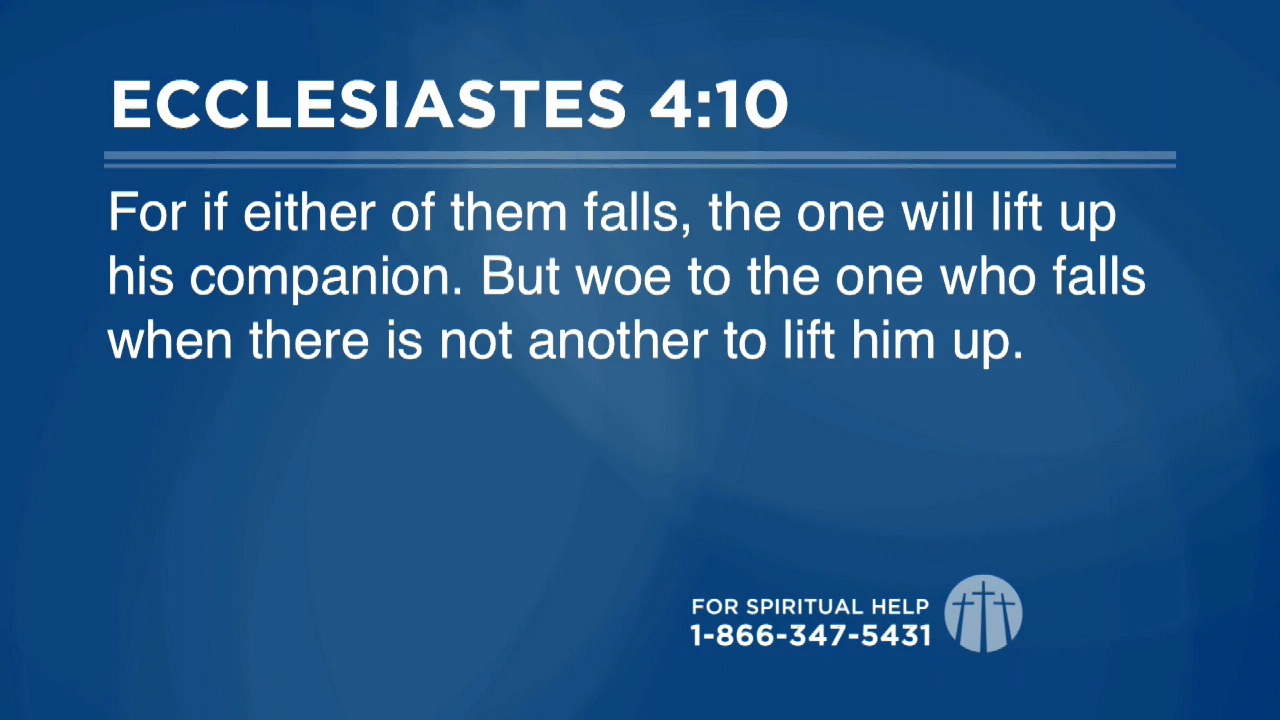 ECCLESIASTES 4:10
For if either of them falls, the one will lift up
his companion. But woe to the one who falls
when there is not another to lift him up.
FOR SPIRITUAL HELP
1-866-347-5431